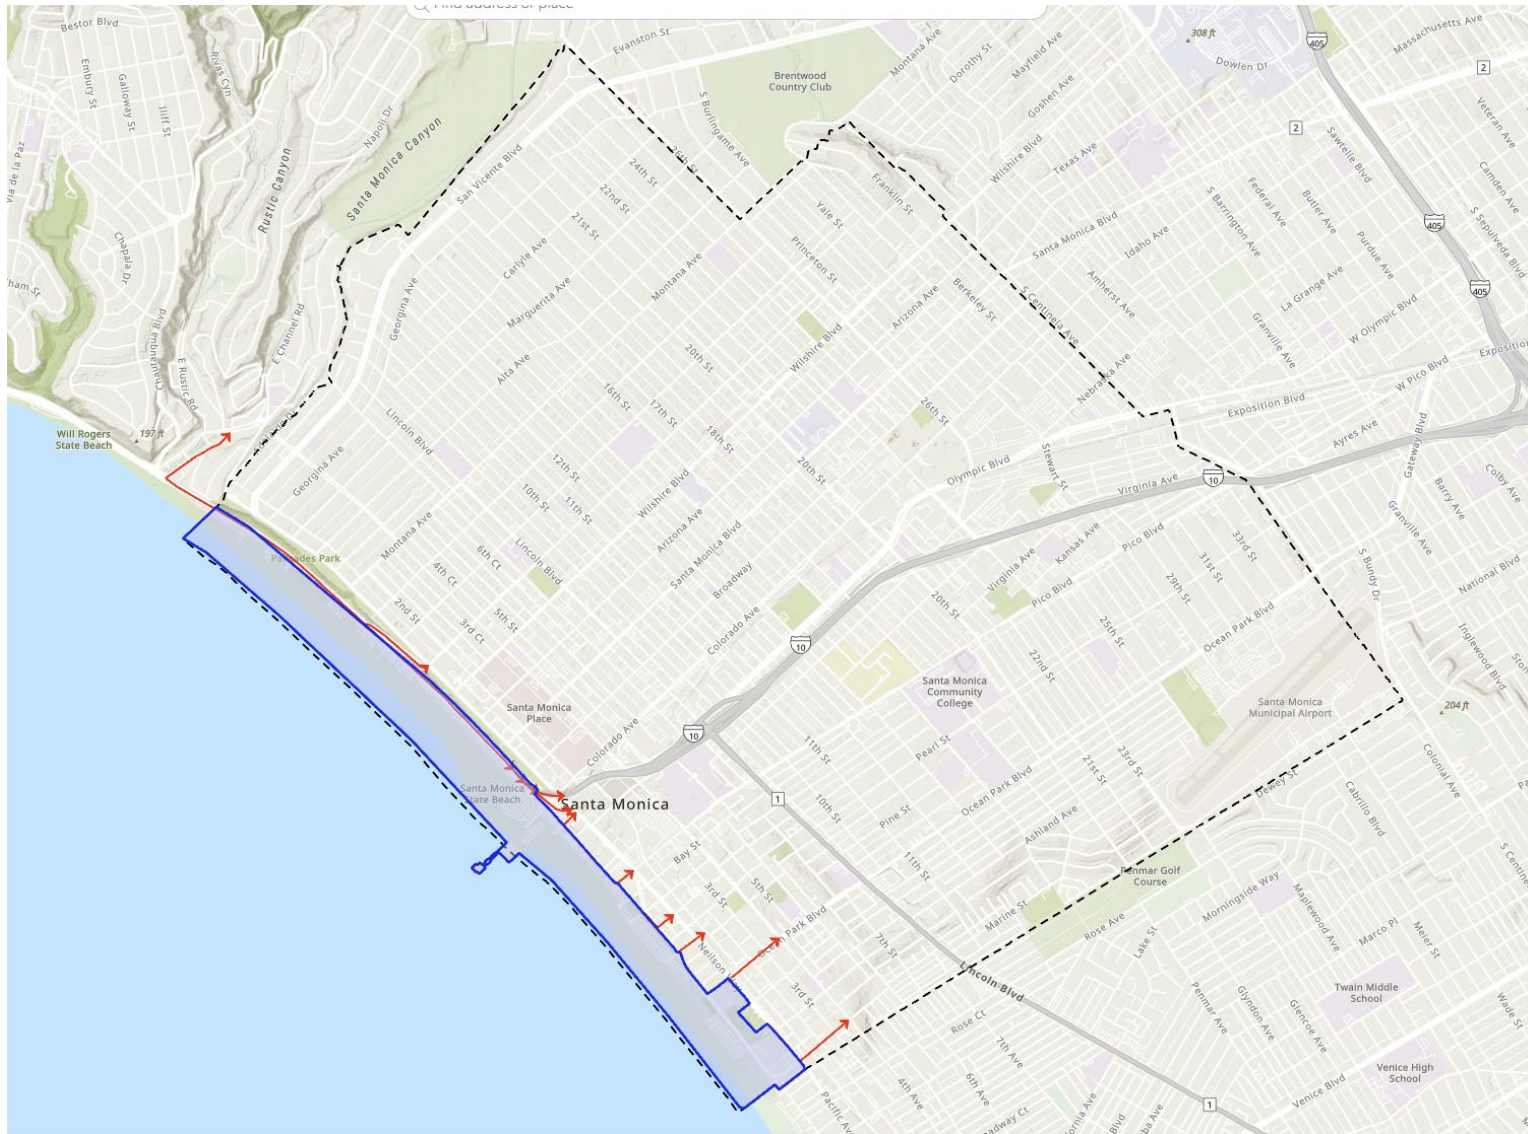 Find address or place
Bestor Blvd
Embury St
Galloway St
Iliff St
Rivas Cyn
Napoli Dr
Via de la Paz
Evanston St
Brentwood
Country Club
Montana Ave
Dorothy St
Mayfield Ave
Goshen Ave
308 ft
Dowlen Dr
405
Massachusetts Ave
2
2
Veteran Ave
Sawtelle Blvd
Camden Ave
S Sepulveda Blvd
Wilshire Blvd
Texas Ave
S Barrington Ave
Federal Ave
Butler Ave
Purdue Ave
405
405
Santa Monica Canyon
Rustic Canyon
Chapala Dr
San Vicente Blvd
S Burlingame Ave
26th St
24th St
22nd St
21st St
Franklin St
Yale St
Princeton St
Santa Monica Blvd
Idaho Ave
Amherst Ave
La Grange Ave
W Olympic Blvd
Granville Ave
Carlyle Ave
Montana Ave
Marguerita Ave
Georgina Ave
E Channel Rd
Chautauqua Blvd
E Rustic Rd
Arizona Ave
Berkeley St
S Centinela Ave
Wilshire Blvd
Alta Ave
20th St
Nebraska Ave
W Pico Blvd
Exposition
Exposition Blvd
Ayres Ave
Gateway Blvd
16th St
17th St
18th St
26th St
Lincoln Blvd
Will Rogers
State Beach
197 ft
Georgina Ave
12th St
20th St
Olympic Blvd
Stewart St
Virginia Ave
10
Colby Ave
Barry Ave
Granville Ave
10th St
11th St
Wilshire Blvd
Arizona Ave
Santa Monica Blvd
Montana Ave
Palisades Park
6th Ct
Lincoln Blvd
4th Ct
Broadway
Virginia Ave
Kansas Ave
Pico Blvd
33rd St
31st St
29th St
Pico Blvd
S Bundy Dr
National Blvd
2nd St
3rd Ct
5th St
Colorado Ave
10
20th St
25th St
Ocean Park Blvd
22nd St
Inglewood Blvd
Santa Monica
Community
College
Santa Monica
Municipal Airport
204 ft
Santa Monica
Place
Colorado Ave
10
11th St
Pearl St
23rd St
21st St
Colonial Ave
Santa Monica
State Beach
Santa Monica
1
10th St
Ocean Park Blvd
Dewey St
Pine St
Ashland Ave
Cabrillo Blvd
Bay St
11th St
Penmar Golf
Course
3rd St
5th St
Marine St
Rose Ave
Morningside Way
Maplewood Ave
Marco Pl
Meier St
Ocean Park Blvd
7th St
Lake St
Neilson Way
Lincoln Blvd
3rd St
Penmar Ave
Glyndon Ave
Glencoe Ave
Twain Middle
School
Wade St
Rose Ct
7th Ave
6th Ave
4th Ave
Pacific Ave
Venice High
School
Venice Blvd
1